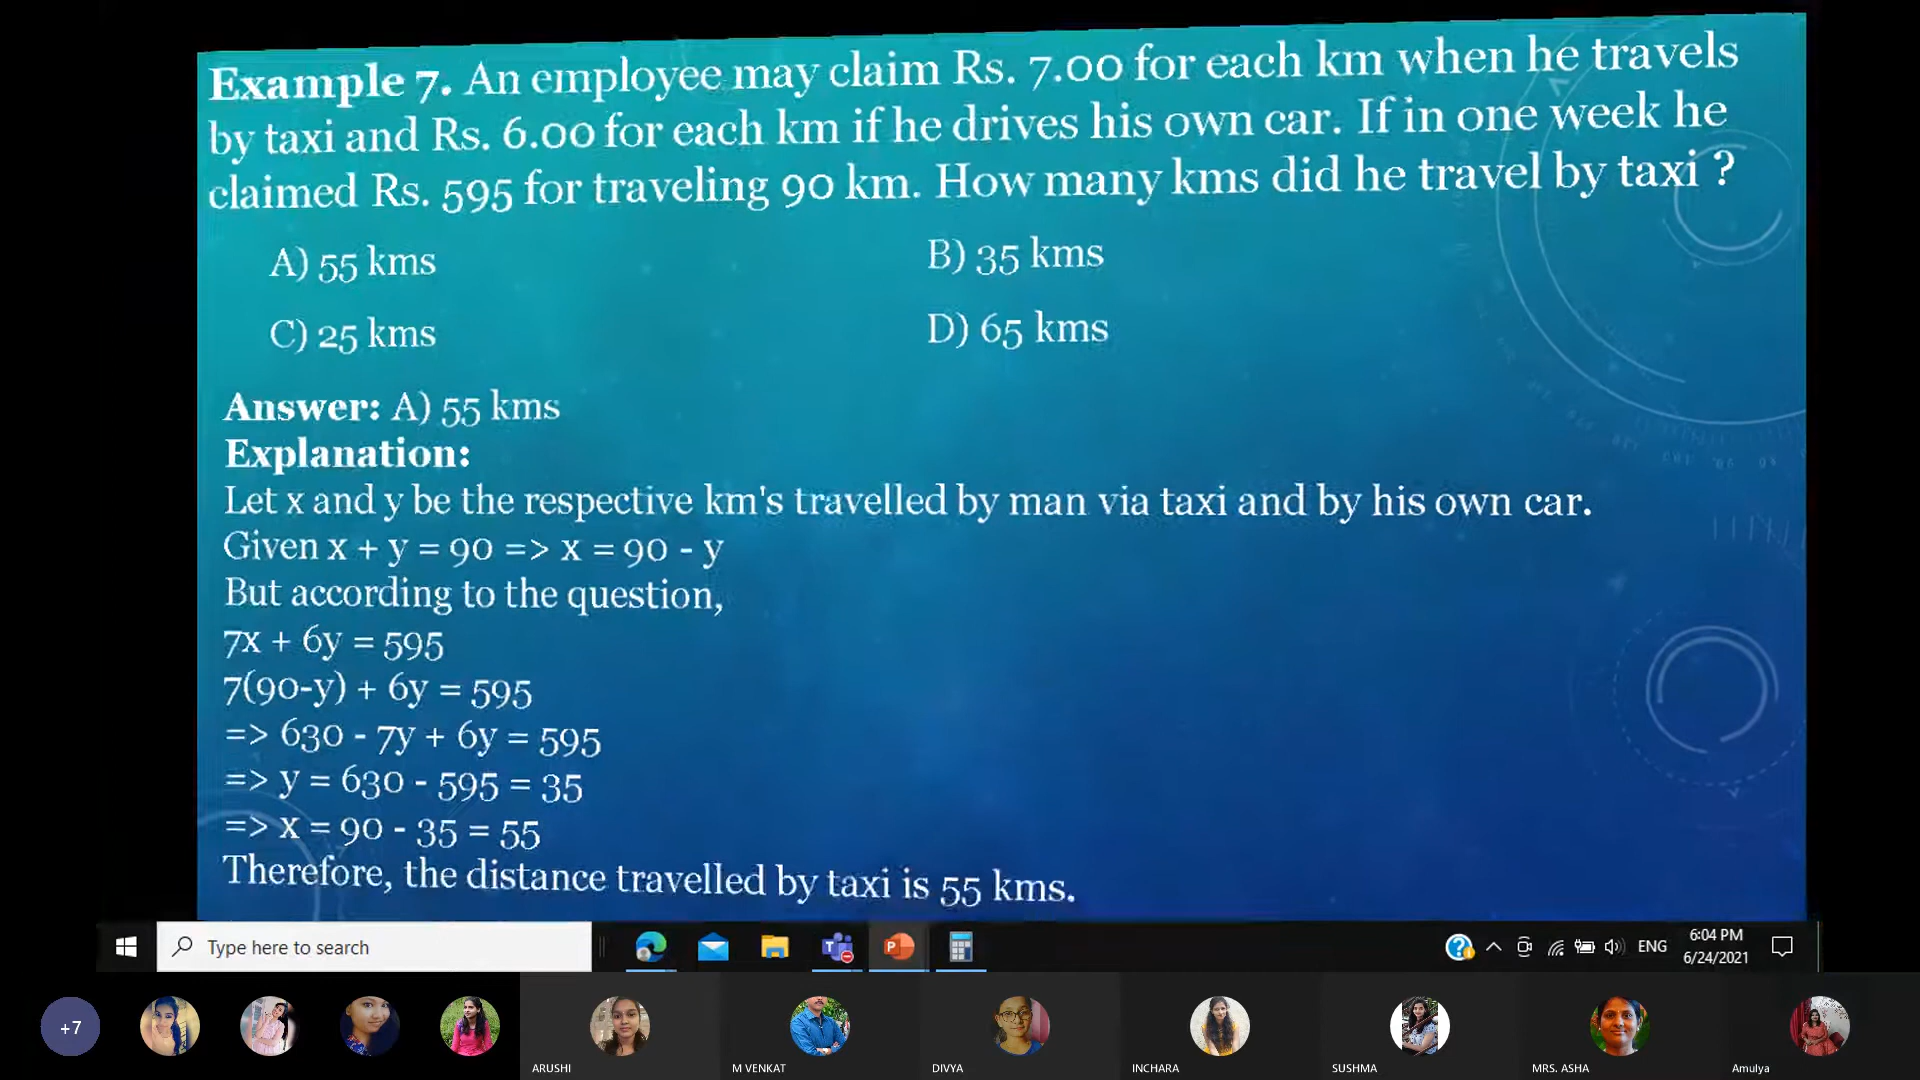 Example 7. An employee may claim Rs. 7.00 for each km when he travels
by taxi and Rs. 6.00 for each km if he drives his own car. If in one week he
claimed Rs. 595 for traveling 90 km. How many kms did he travel by taxi ?
A) 55 kms
B) 35 kms
C) 25 kms
D) 65 kms
Answer: A) 55 kms
Explanation:
Let x and y be the respective km's travelled by man via taxi and by his own car.
Given x + y = 90 => x = 90 - y
But according to the question,
7x + 6y = 595
7(90-y) + 6y = 595
=> 630 - 7y + 6y = 595
=> y = 630 - 595 = 35
=> x = 90 - 35 = 55
Therefore, the distance travelled by taxi is 55 kms.
Type here to search
ENG
6:04 PM
6/24/2021
+7
ARUSHI
M VENKAT
DIVYA
INCHARA
SUSHMA
MRS. ASHA
Amulya